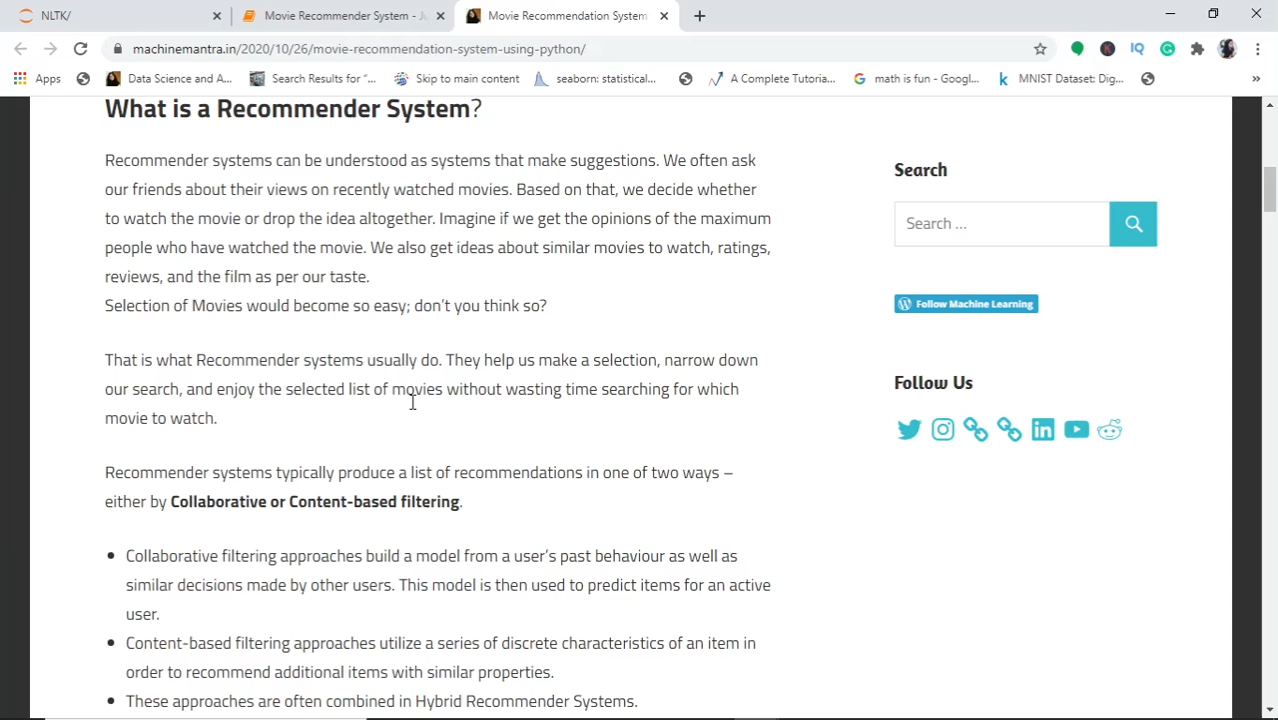 NLTK/
Movie Recommender System - Ju
Movie Recommendation System
machinemantra.in/2020/10/26/movie-recommendation-system-using-python/
Apps
Data Science and A...
Search Results for "...
Skip to main content
seaborn: statistical...
A Complete Tutoria...
math is fun - Googl...
MNIST Dataset: Dig...
»
What is a Recommender System?
Recommender systems can be understood as systems that make suggestions. We often ask
our friends about their views on recently watched movies. Based on that, we decide whether
to watch the movie or drop the idea altogether. Imagine if we get the opinions of the maximum
people who have watched the movie. We also get ideas about similar movies to watch, ratings,
reviews, and the film as per our taste.
Selection of Movies would become so easy; don't you think so?
That is what Recommender systems usually do. They help us make a selection, narrow down
our search, and enjoy the selected list of movies without wasting time searching for which
movie to watch.
Recommender systems typically produce a list of recommendations in one of two ways –
either by Collaborative or Content-based filtering.
Collaborative filtering approaches build a model from a user's past behaviour as well as
similar decisions made by other users. This model is then used to predict items for an active
user.
Content-based filtering approaches utilize a series of discrete characteristics of an item in
order to recommend additional items with similar properties.
These approaches are often combined in Hybrid Recommender Systems.
Search
Search ...
Follow Machine Learning
Follow Us